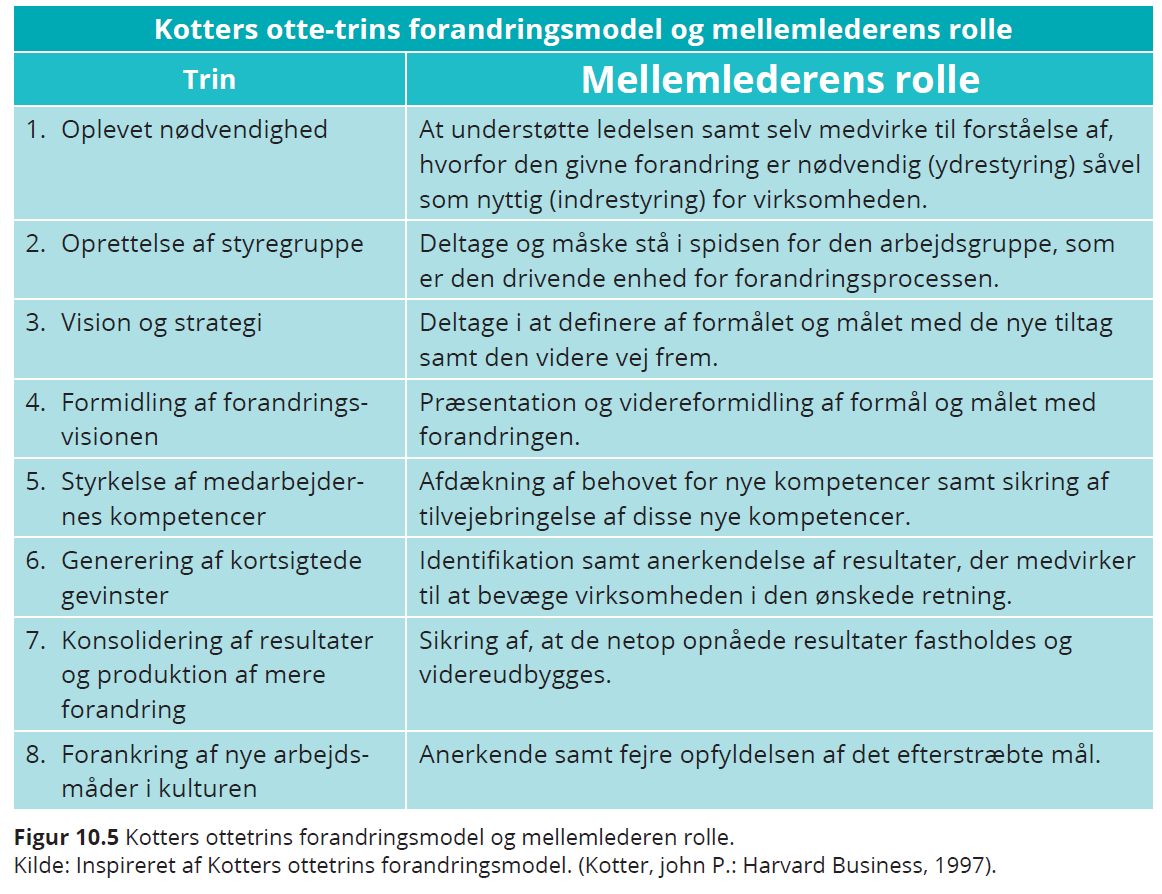 Kotters otte-trins forandringsmodel og mellemlederens rolle
Trin
Mellemlederens rolle
1. Oplevet nødvendighed
At understøtte ledelsen samt selv medvirke til forståelse af,
hvorfor den givne forandring er nødvendig (ydrestyring) såvel
som nyttig (indrestyring) for virksomheden.
2. Oprettelse af styregruppe
Deltage og måske stå i spidsen for den arbejdsgruppe, som
er den drivende enhed for forandringsprocessen.
3. Vision og strategi
Deltage i at definere af formålet og målet med de nye tiltag
samt den videre vej frem.
4. Formidling af forandrings-
visionen
Præsentation og videreformidling af formål og målet med
forandringen.
5. Styrkelse af medarbejder-
nes kompetencer
Afdækning af behovet for nye kompetencer samt sikring af
tilvejebringelse af disse nye kompetencer.
6. Generering af kortsigtede
gevinster
Identifikation samt anerkendelse af resultater, der medvirker
til at bevæge virksomheden i den ønskede retning.
7. Konsolidering af resultater
og produktion af mere
forandring
Sikring af, at de netop opnåede resultater fastholdes og
videreudbygges.
8. Forankring af nye arbejds-
måder i kulturen
Anerkende samt fejre opfyldelsen af det efterstræbte mål.
Figur 10.5 Kotters ottetrins forandringsmodel og mellemlederen rolle.
Kilde: Inspireret af Kotters ottetrins forandringsmodel. (Kotter, john P.: Harvard Business, 1997).